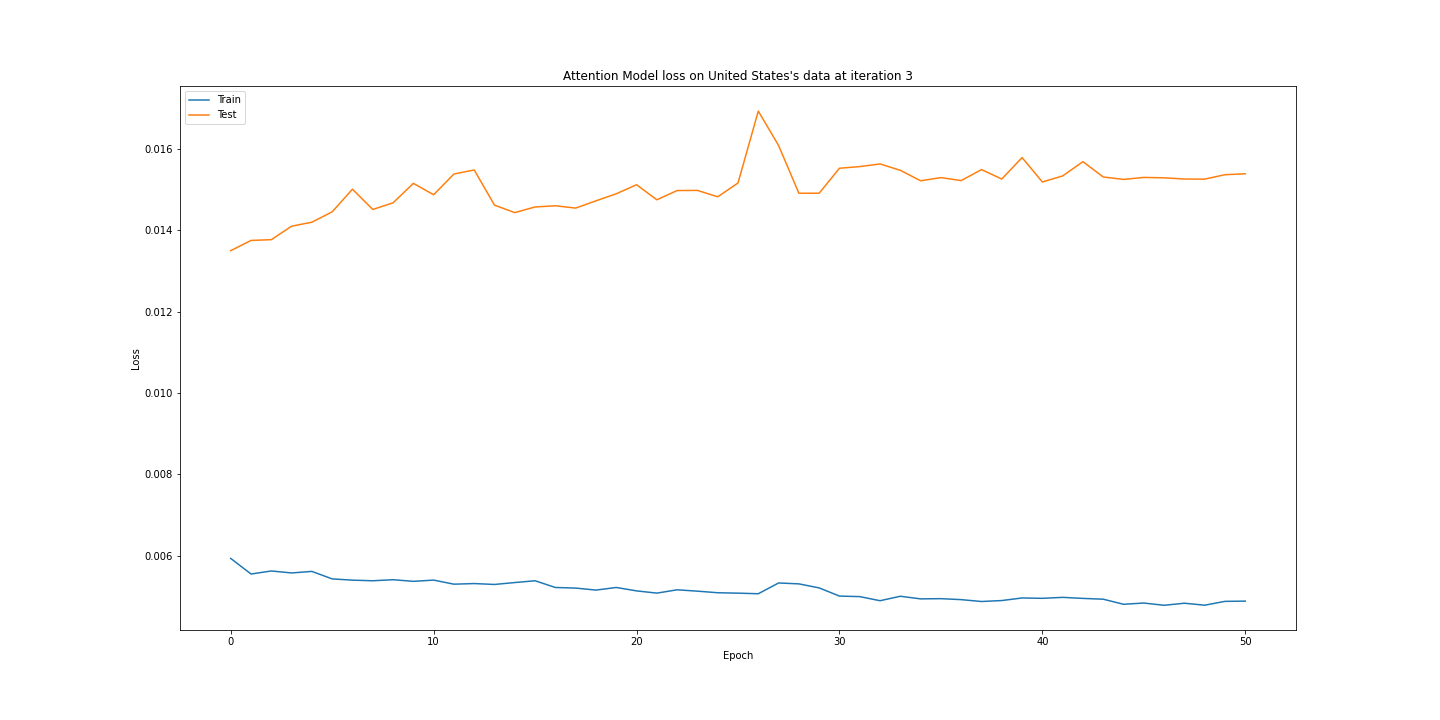 Attention Model loss on United States's data at iteration 3
Train
Test
0.016
0.014
0.012
0.010
0.008
0.006
Loss
0
10
20
30
40
50
Epoch